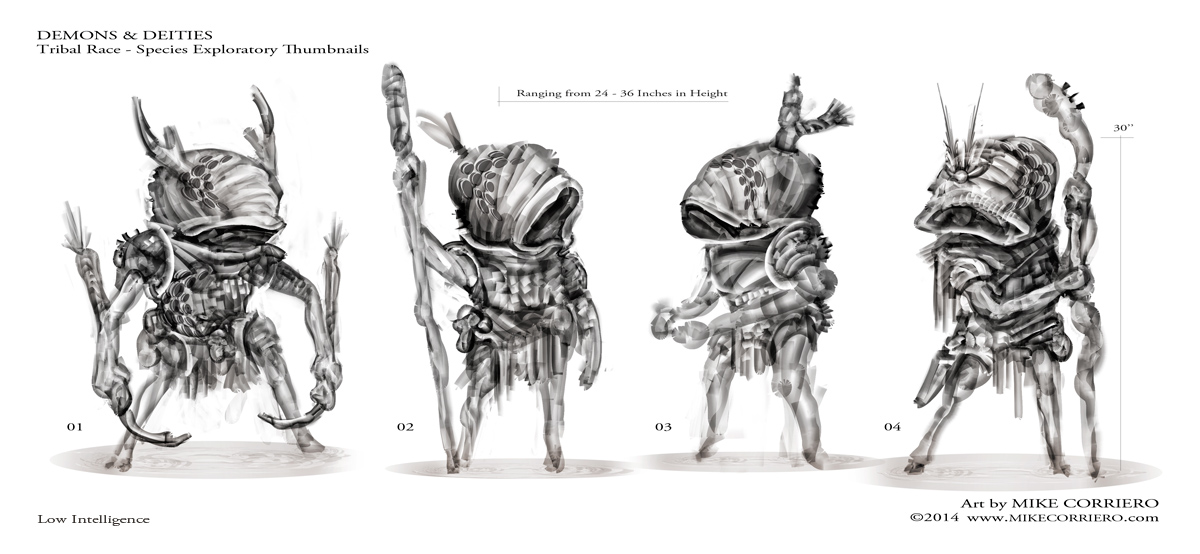 DEMONS & DEITIES
Tribal Race - Species Exploratory Thumbnails
Ranging from 24 - 36 Inches in Height
30"
01
02
03
04
Low Intelligence
Art by MIKE CORRIERO
©2014 www.MIKECORRIERO.com